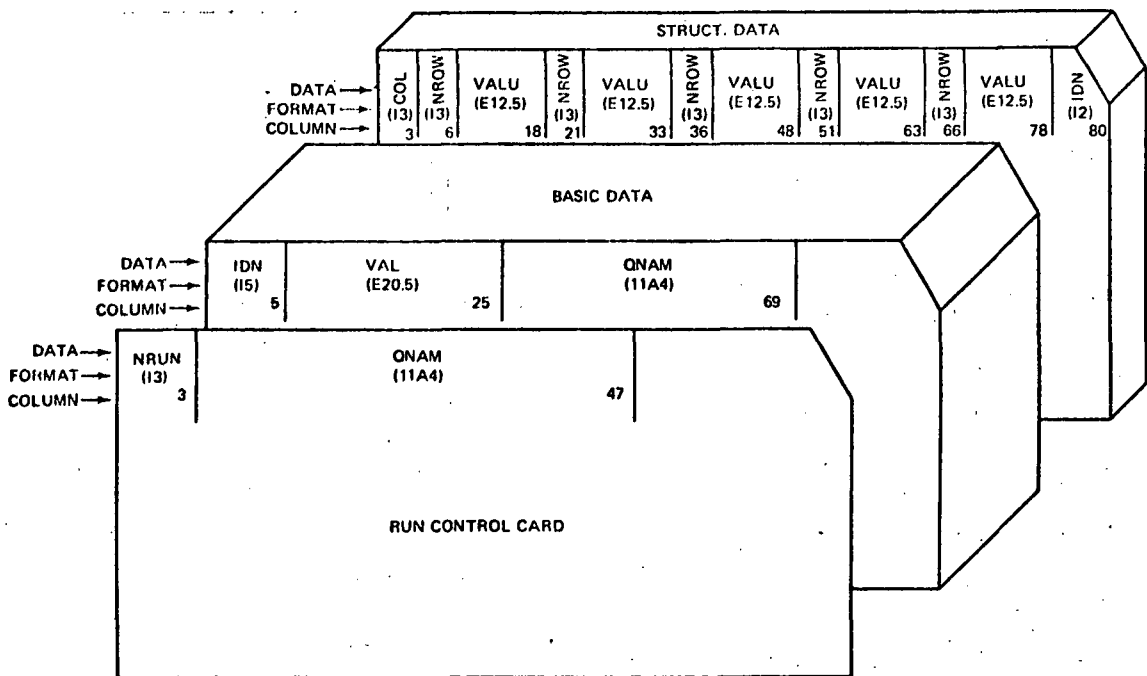 STRUCT. DATA
DATA→ COL NROW VALU NROW VALU NROW VALU NROW VALU NROW VALU IDN
FORMAT→ (I3) (I3) (E12.5) (I3) (E12.5) (I3) (E12.5) (I3) (E12.5) (I3) (E12.5) (I2)
COLUMN→ 3 6 18 21 33 36 48 51 63 66 78 80
BASIC DATA
DATA→ IDN VAL QNAM
FORMAT→ (I5) (E20.5) (11A4)
COLUMN→ 5 25 69
DATA→ NRUN QNAM
FORMAT→ (I3) (11A4)
COLUMN→ 3 47
RUN CONTROL CARD